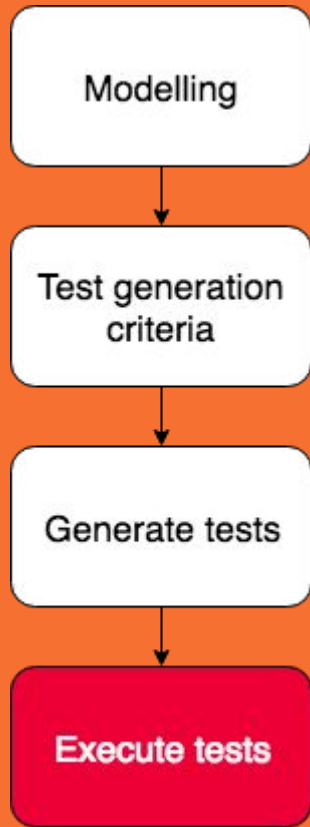 Modelling
Test generation
criteria
Generate tests
Execute tests